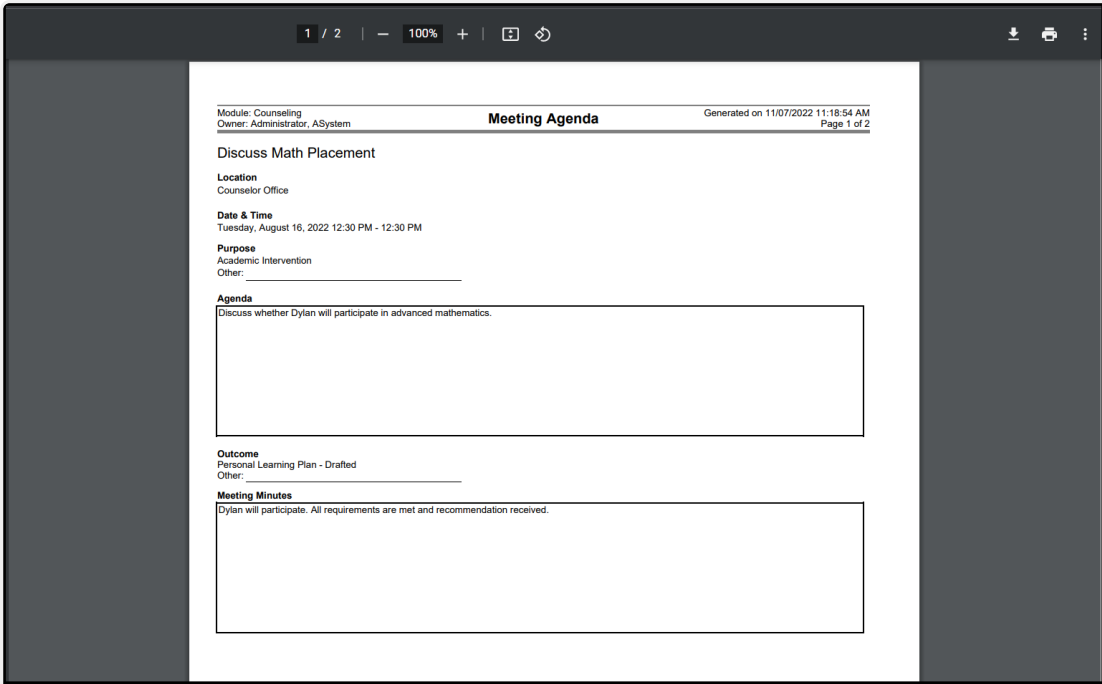 1 / 2 | − 100% + |
Module: Counseling
Owner: Administrator, ASystem
Meeting Agenda
Generated on 11/07/2022 11:18:54 AM
Page 1 of 2
Discuss Math Placement
Location
Counselor Office
Date & Time
Tuesday, August 16, 2022 12:30 PM - 12:30 PM
Purpose
Academic Intervention
Other:
Agenda
Discuss whether Dylan will participate in advanced mathematics.
Outcome
Personal Learning Plan - Drafted
Other:
Meeting Minutes
Dylan will participate. All requirements are met and recommendation received.